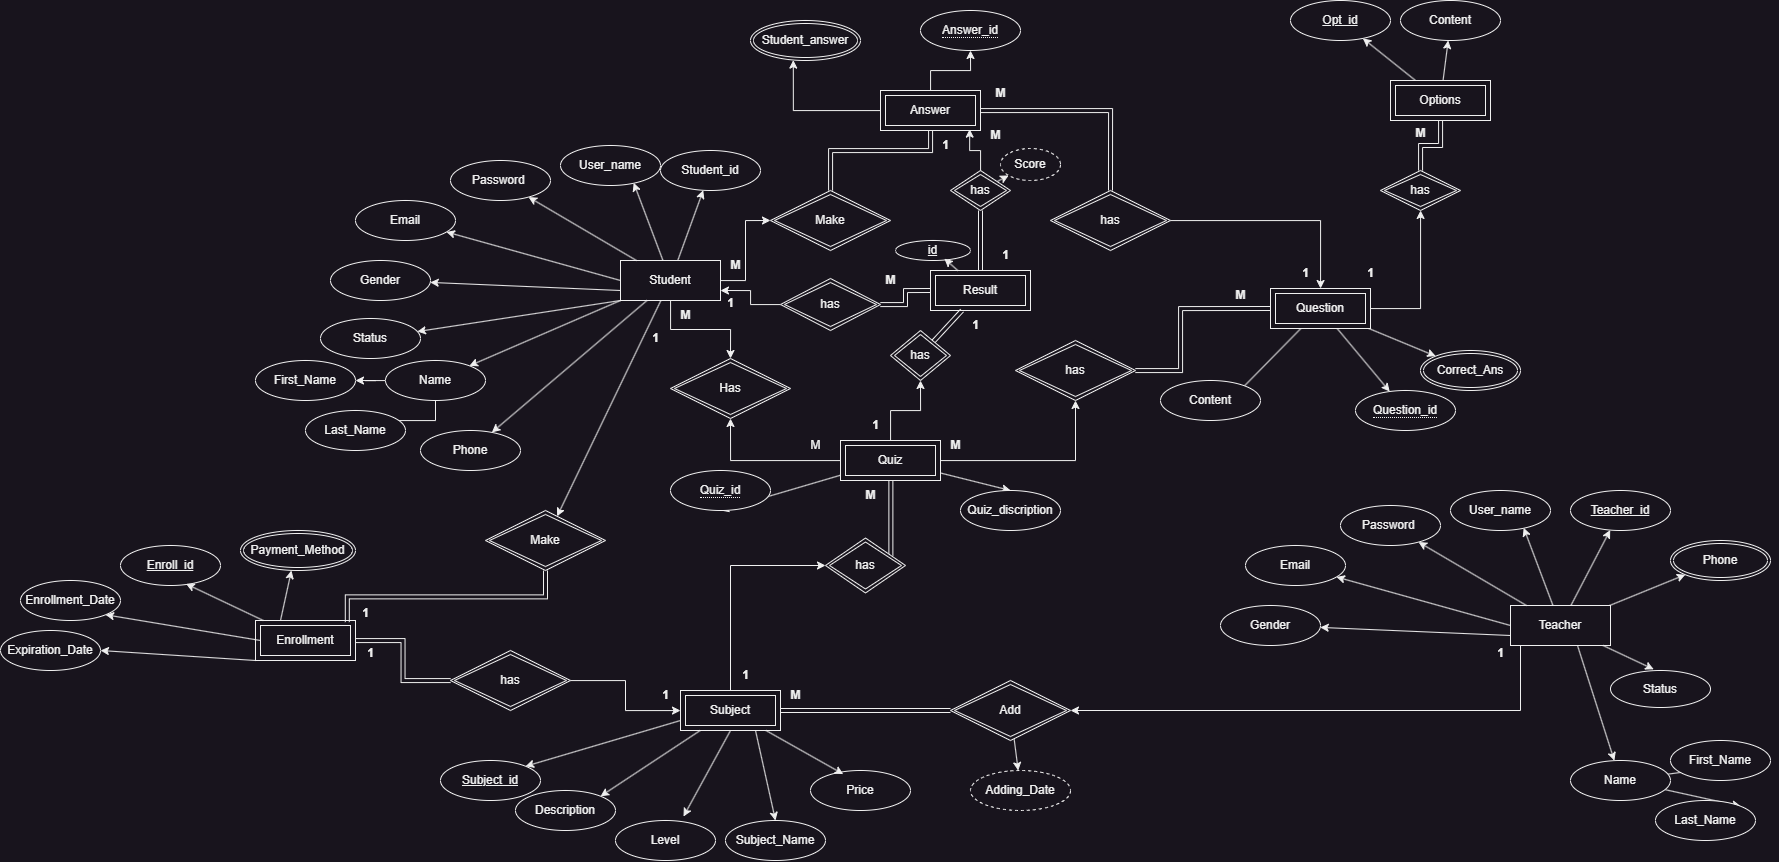 Opt_id
Content
Student_answer
Answer_id
Answer
M
Options
1
M
M
User_name
Student_id
Password
Score
has
has
Email
Make
has
id
M
1
Gender
Student
M
has
Result
1
1
1
M
Question
M
1
1
Status
has
has
Correct_Ans
First_Name
Name
Has
Content
Question_id
Last_Name
Phone
1
M
M
Quiz
Quiz_id
M
Quiz_discription
Password
User_name
Teacher_id
Make
Payment_Method
Enroll_id
has
Email
Phone
Enrollment_Date
Expiration_Date
Enrollment
1
1
Gender
Teacher
1
has
1
1
M
Subject
Add
Status
Subject_id
Description
Price
Adding_Date
Name
First_Name
Level
Subject_Name
Last_Name